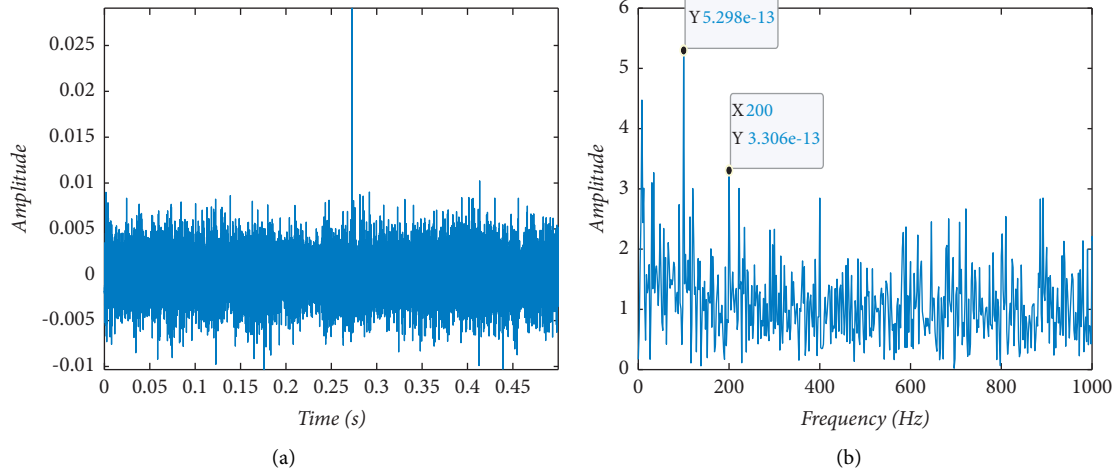 0.025
0.02
0.015
0.01
0.005
0
-0.005
-0.01
Amplitude
0 0.05 0.1 0.15 0.2 0.25 0.3 0.35 0.4 0.45
Time (s)
(a)
6
5
4
3
2
1
0
Amplitude
Y 5.298e-13
X 200
Y 3.306e-13
0 200 400 600 800 1000
Frequency (Hz)
(b)